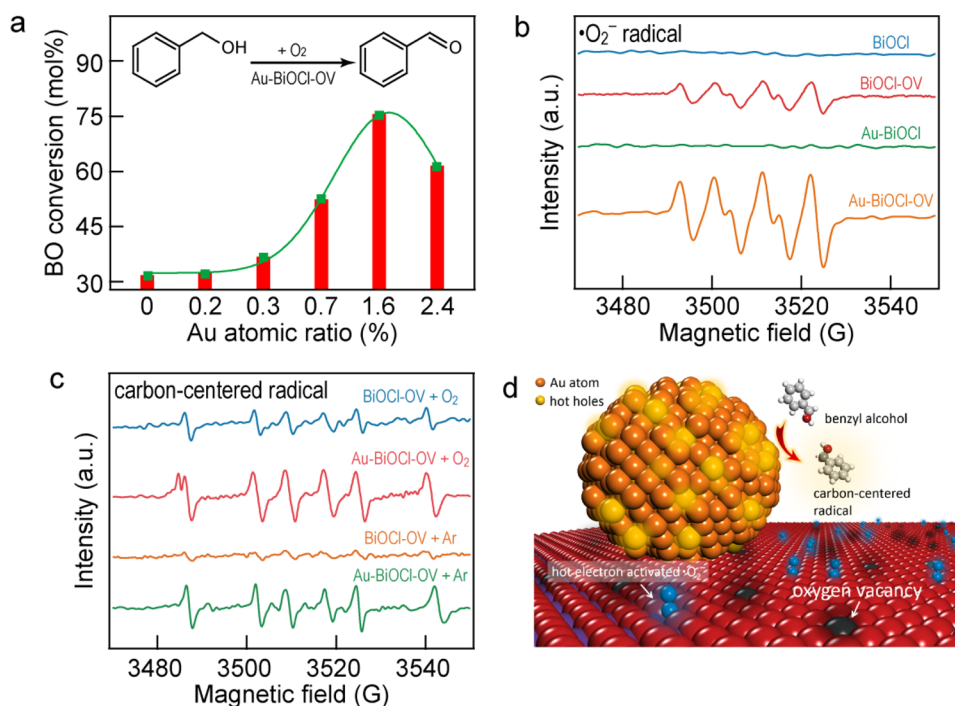 a
BO conversion (mol%)
90
75
60
45
30
OH
+ O₂
Au-BiOCl-OV
O
0 0.2 0.3 0.7 1.6 2.4
Au atomic ratio (%)
b
•O₂⁻ radical
BiOCl
BiOCl-OV
Au-BiOCl
Au-BiOCl-OV
Intensity (a.u.)
3480 3500 3520 3540
Magnetic field (G)
c
carbon-centered radical
BiOCl-OV + O₂
Au-BiOCl-OV + O₂
BiOCl-OV + Ar
Au-BiOCl-OV + Ar
Intensity (a.u.)
3480 3500 3520 3540
Magnetic field (G)
d
Au atom
hot holes
benzyl alcohol
carbon-centered
radical
hot electron activated ·O₂⁻
oxygen vacancy